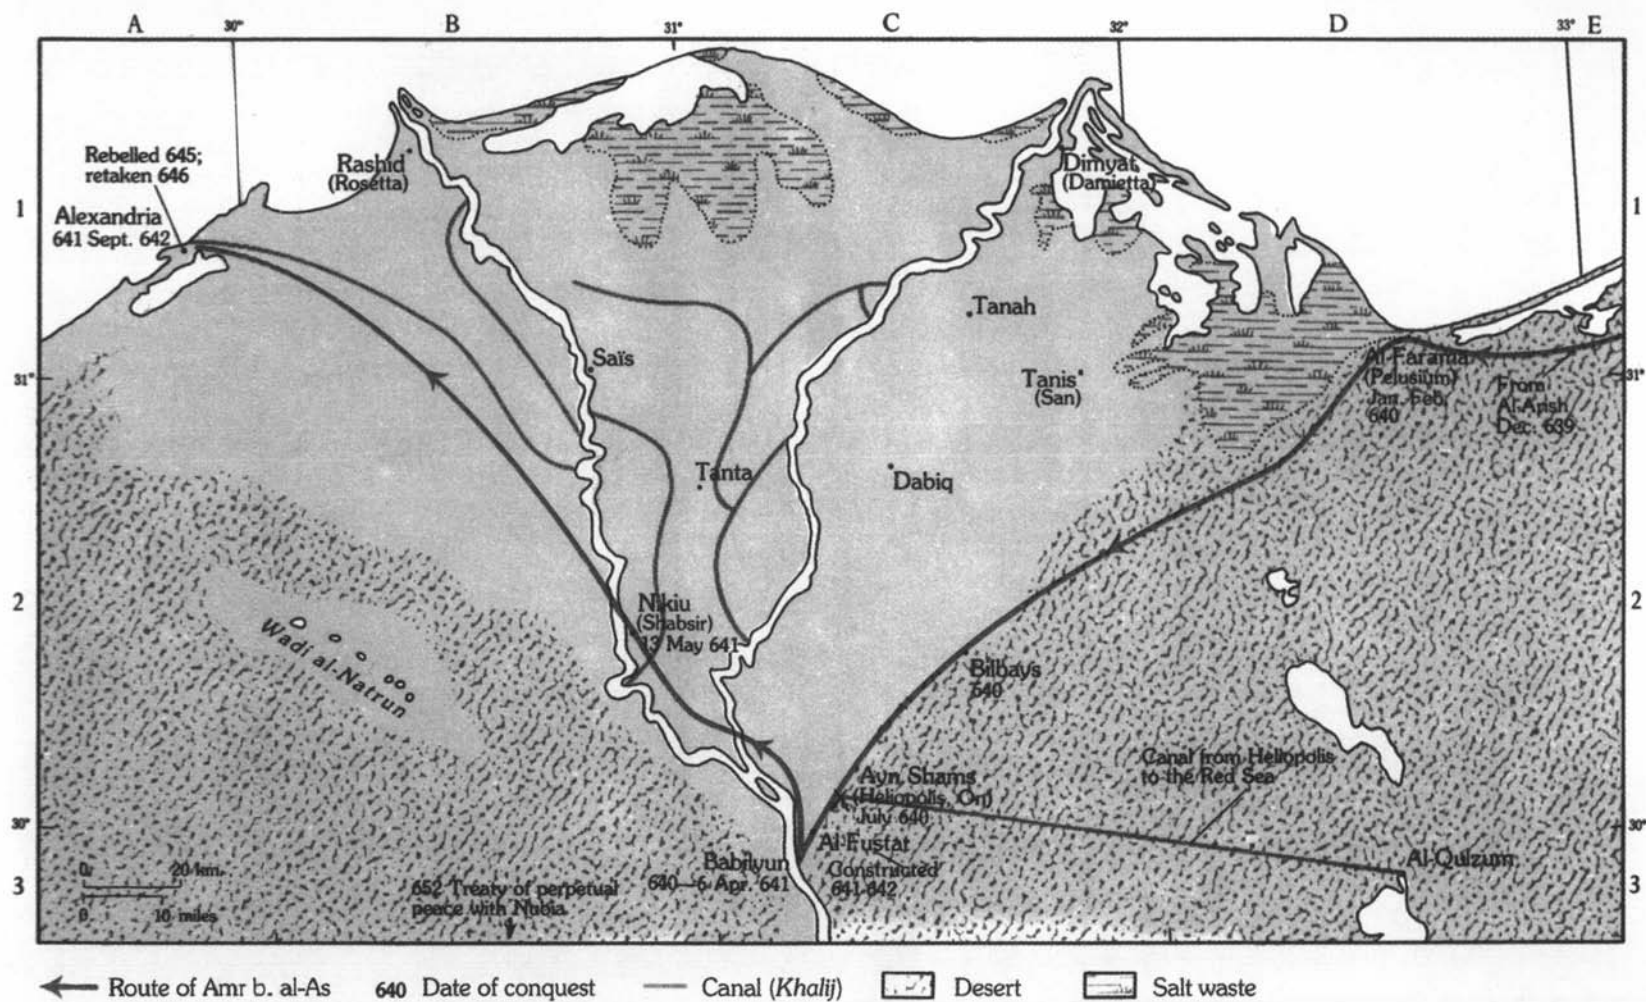 A B C D E
30° 31° 32° 33°
1
1
2
2
3
3
31°
31°
30°
30°
Rebelled 645;
retaken 646
Alexandria
641 Sept. 642
Rashid
(Rosetta)
Dimyat
(Damietta)
Tanah
Saïs
Tanis
(San)
Al-Farama
(Pelusium)
Jan. Feb.
640
From
Al-Arish
Dec. 639
Tanta
Dabiq
Nikiu
(Shabsir)
13 May 641
Wadi al-Natrun
Bilbays
640
Canal from Heliopolis
to the Red Sea
Ayn Shams
(Heliopolis, On)
July 640
Al-Fustat
Constructed
641-642
Babilyun
640—6 Apr. 641
Al-Qulzum
0 20 km.
0 10 miles
652 Treaty of perpetual
peace with Nubia
Route of Amr b. al-As 640 Date of conquest Canal (Khalij) Desert Salt waste